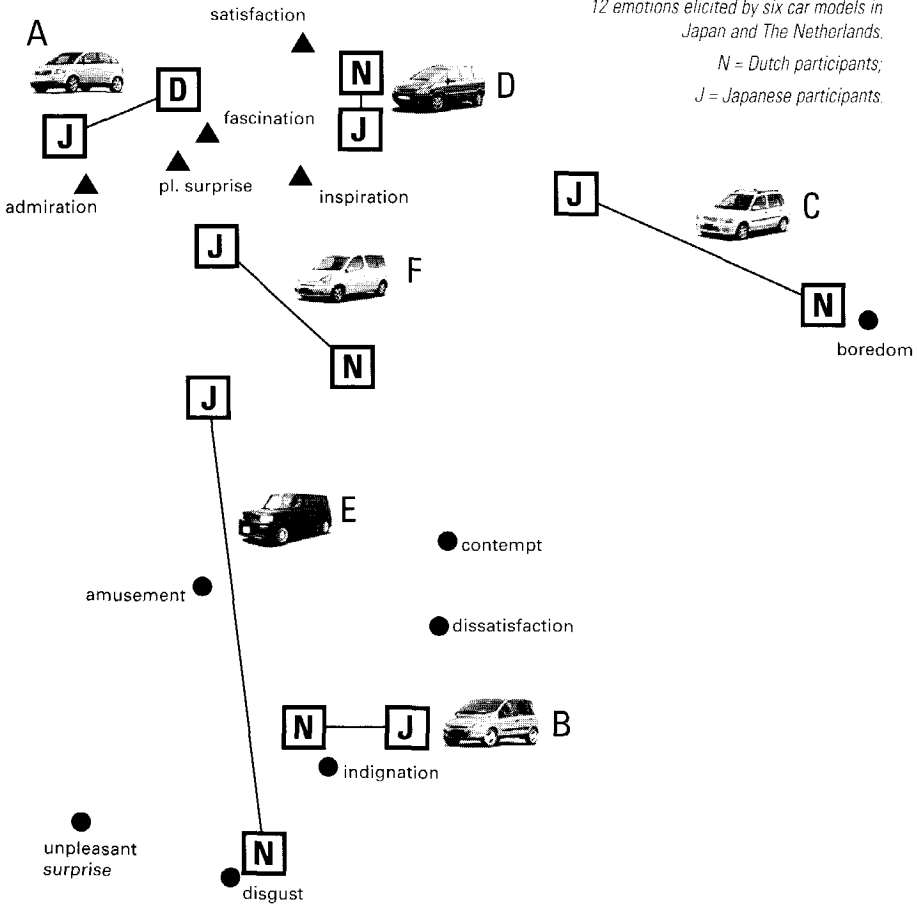 12 emotions elicited by six car models in
Japan and The Netherlands.
N = Dutch participants;
J = Japanese participants.
A
satisfaction
D
J
N
J
D
fascination
pl. surprise
admiration
inspiration
J
C
N
boredom
J
F
N
J
E
contempt
amusement
dissatisfaction
N
J
B
indignation
unpleasant
surprise
N
disgust